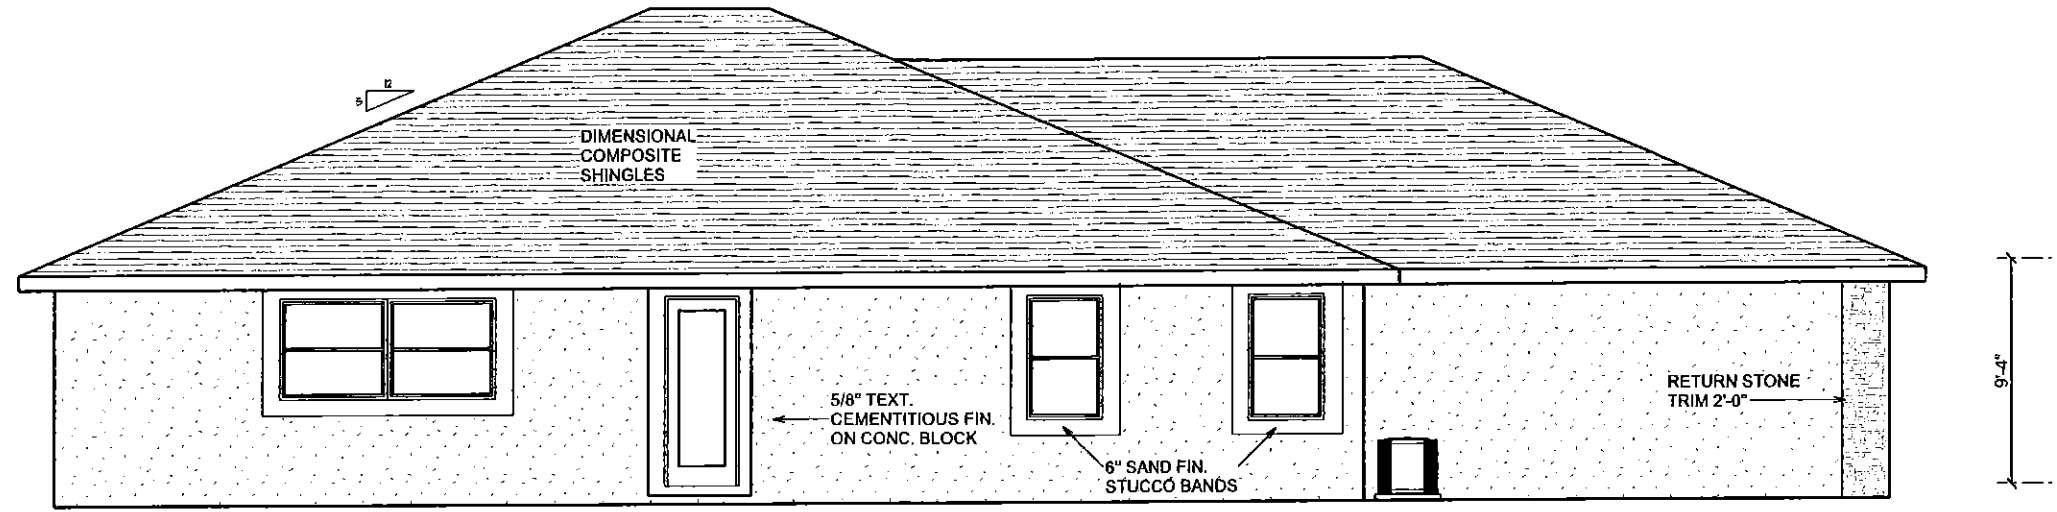 12
5
DIMENSIONAL
COMPOSITE
SHINGLES
5/8" TEXT.
CEMENTITIOUS FIN.
ON CONC. BLOCK
6" SAND FIN.
STUCCO BANDS
RETURN STONE
TRIM 2'-0"
9'-4"